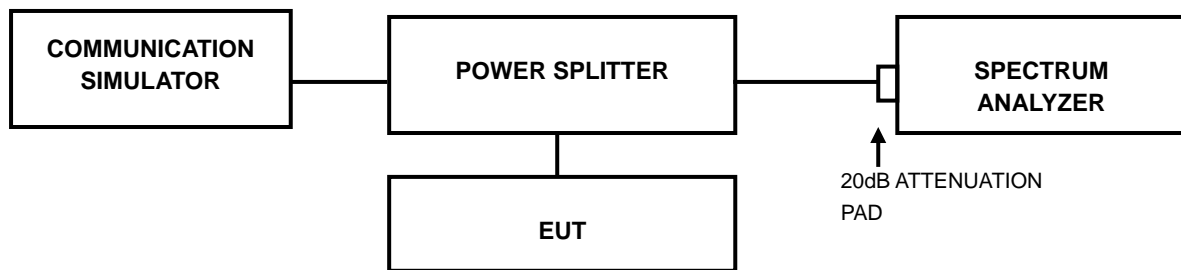 COMMUNICATION
SIMULATOR
POWER SPLITTER
SPECTRUM
ANALYZER
20dB ATTENUATION
PAD
EUT